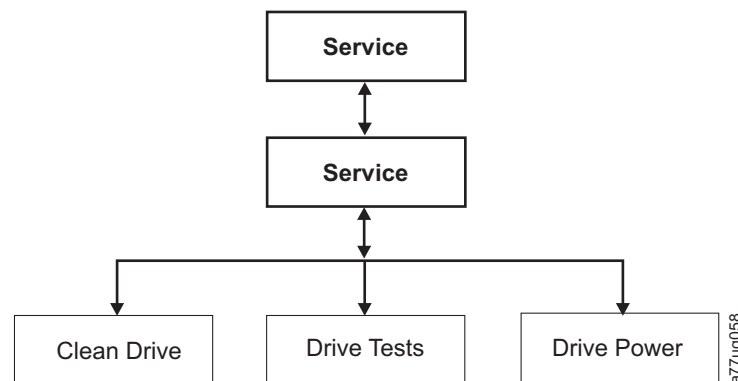 Service
Service
Clean Drive
Drive Tests
Drive Power
a77ug058